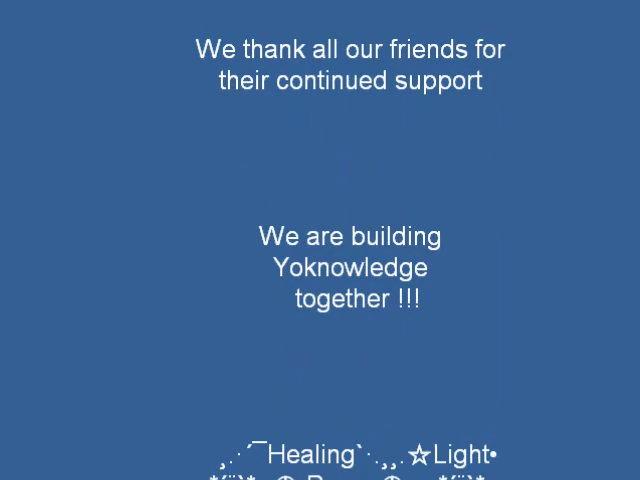 We thank all our friends for
their continued support
We are building
Yoknowledge
together !!!
¸.·´¯Healing`·.¸¸.☆Light•